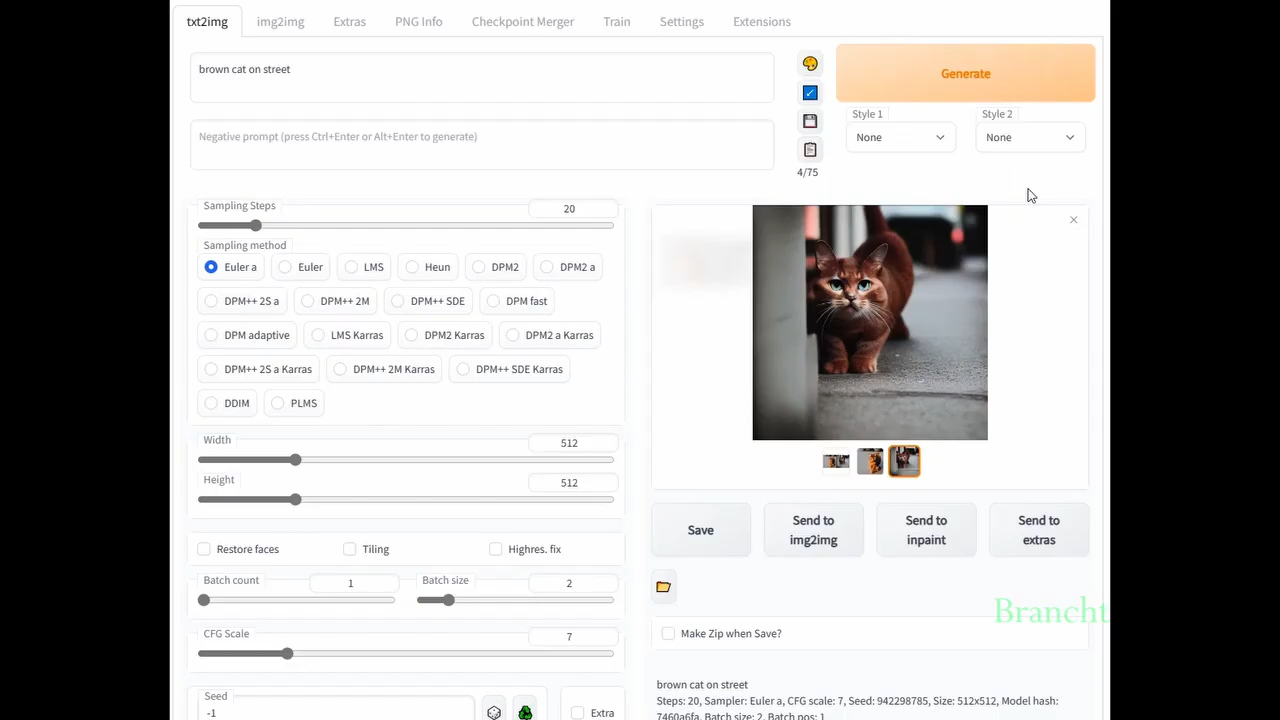 txt2img img2img Extras PNG Info Checkpoint Merger Train Settings Extensions
brown cat on street
Generate
Style 1 Style 2
None None
Negative prompt (press Ctrl+Enter or Alt+Enter to generate)
4/75
Sampling Steps 20
Sampling method
Euler a Euler LMS Heun DPM2 DPM2 a
DPM++ 2S a DPM++ 2M DPM++ SDE DPM fast
DPM adaptive LMS Karras DPM2 Karras DPM2 a Karras
DPM++ 2S a Karras DPM++ 2M Karras DPM++ SDE Karras
DDIM PLMS
Width 512
Height 512
Restore faces Tiling Highres. fix
Batch count 1 Batch size 2
CFG Scale 7
Seed
-1
Extra
Save
Send to
img2img
Send to
inpaint
Send to
extras
Brancht
Make Zip when Save?
brown cat on street
Steps: 20, Sampler: Euler a, CFG scale: 7, Seed: 942298785, Size: 512x512, Model hash:
7460a6fa, Batch size: 2, Batch pos: 1